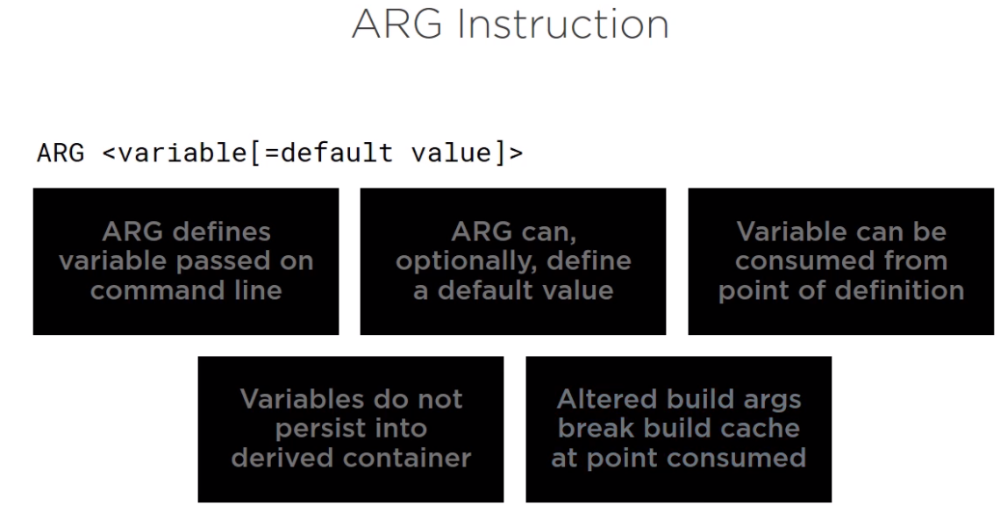 ARG Instruction
ARG <variable[=default value]>
ARG defines
variable passed on
command line
ARG can,
optionally, define
a default value
Variable can be
consumed from
point of definition
Variables do not
persist into
derived container
Altered build args
break build cache
at point consumed